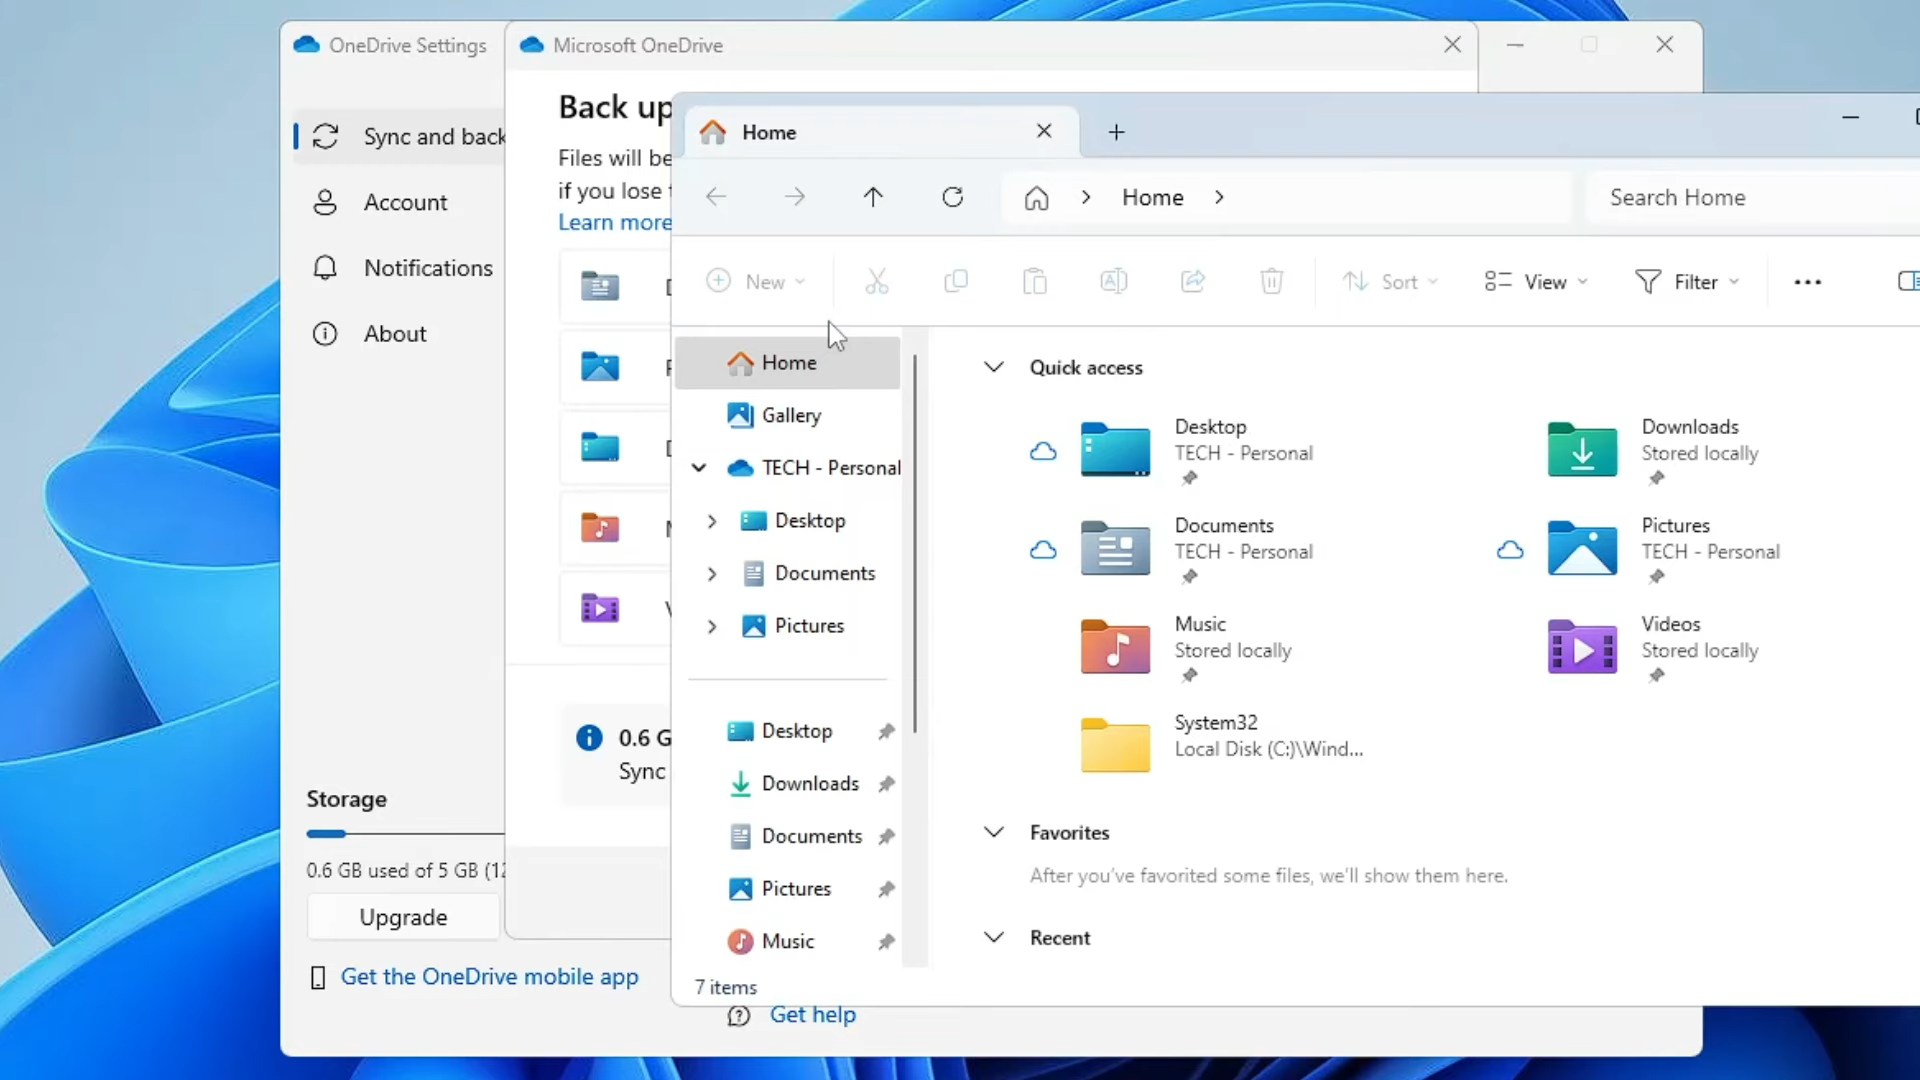 OneDrive Settings
Sync and back
Account
Notifications
About
Storage
0.6 GB used of 5 GB (12
Upgrade
Get the OneDrive mobile app
Microsoft OneDrive
Back up
Files will be
if you lose
Learn more
0.6 G
Sync
Get help
Home
Home
Search Home
New
Sort
View
Filter
Home
Gallery
TECH - Personal
Desktop
Documents
Pictures
Desktop
Downloads
Documents
Pictures
Music
7 items
Quick access
Desktop
TECH - Personal
Downloads
Stored locally
Documents
TECH - Personal
Pictures
TECH - Personal
Music
Stored locally
Videos
Stored locally
System32
Local Disk (C:)\Wind...
Favorites
After you've favorited some files, we'll show them here.
Recent